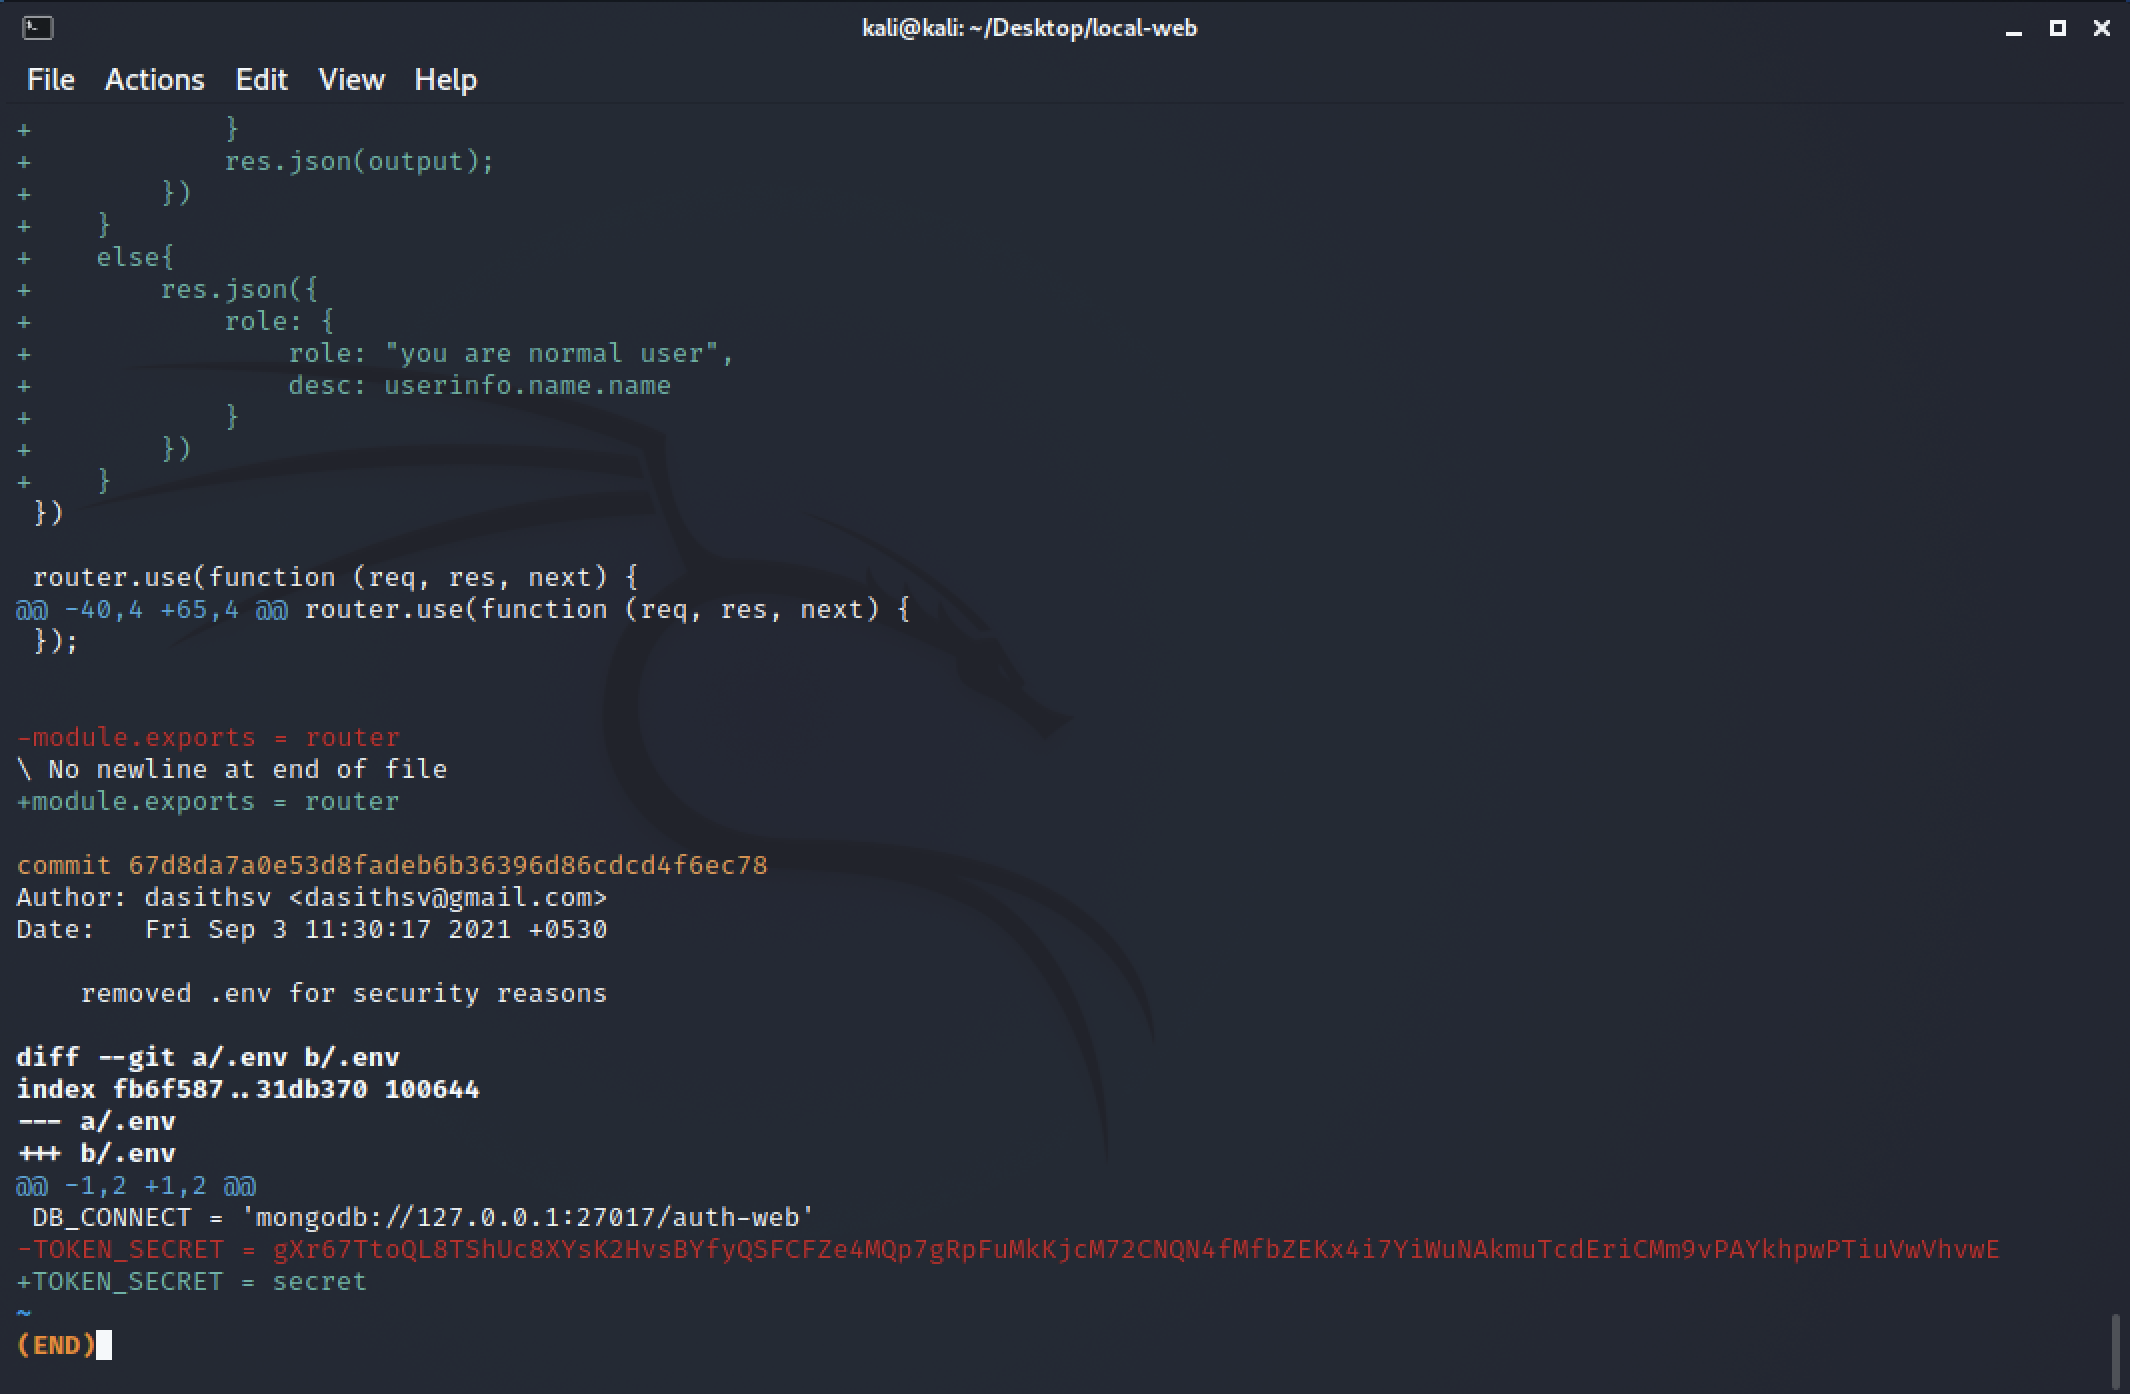 kali@kali: ~/Desktop/local-web
File Actions Edit View Help
+            }
+            res.json(output);
+        })
+    }
+    else{
+        res.json({
+            role: {
+                role: "you are normal user",
+                desc: userinfo.name.name
+            }
+        })
+    }
 })
 router.use(function (req, res, next) {
@@ -40,4 +65,4 @@ router.use(function (req, res, next) {
 });
-module.exports = router
\ No newline at end of file
+module.exports = router
commit 67d8da7a0e53d8fadeb6b36396d86cdcd4f6ec78
Author: dasithsv <dasithsv@gmail.com>
Date:   Fri Sep 3 11:30:17 2021 +0530
    removed .env for security reasons
diff --git a/.env b/.env
index fb6f587..31db370 100644
--- a/.env
+++ b/.env
@@ -1,2 +1,2 @@
 DB_CONNECT = 'mongodb://127.0.0.1:27017/auth-web'
-TOKEN_SECRET = gXr67TtoQL8TShUc8XYsK2HvsBYfyQSFCFZe4MQp7gRpFuMkKjcM72CNQN4fMfbZEKx4i7YiWuNAkmuTcdEriCMm9vPAYkhpwPTiuVwVhvwE
+TOKEN_SECRET = secret
~
(END)